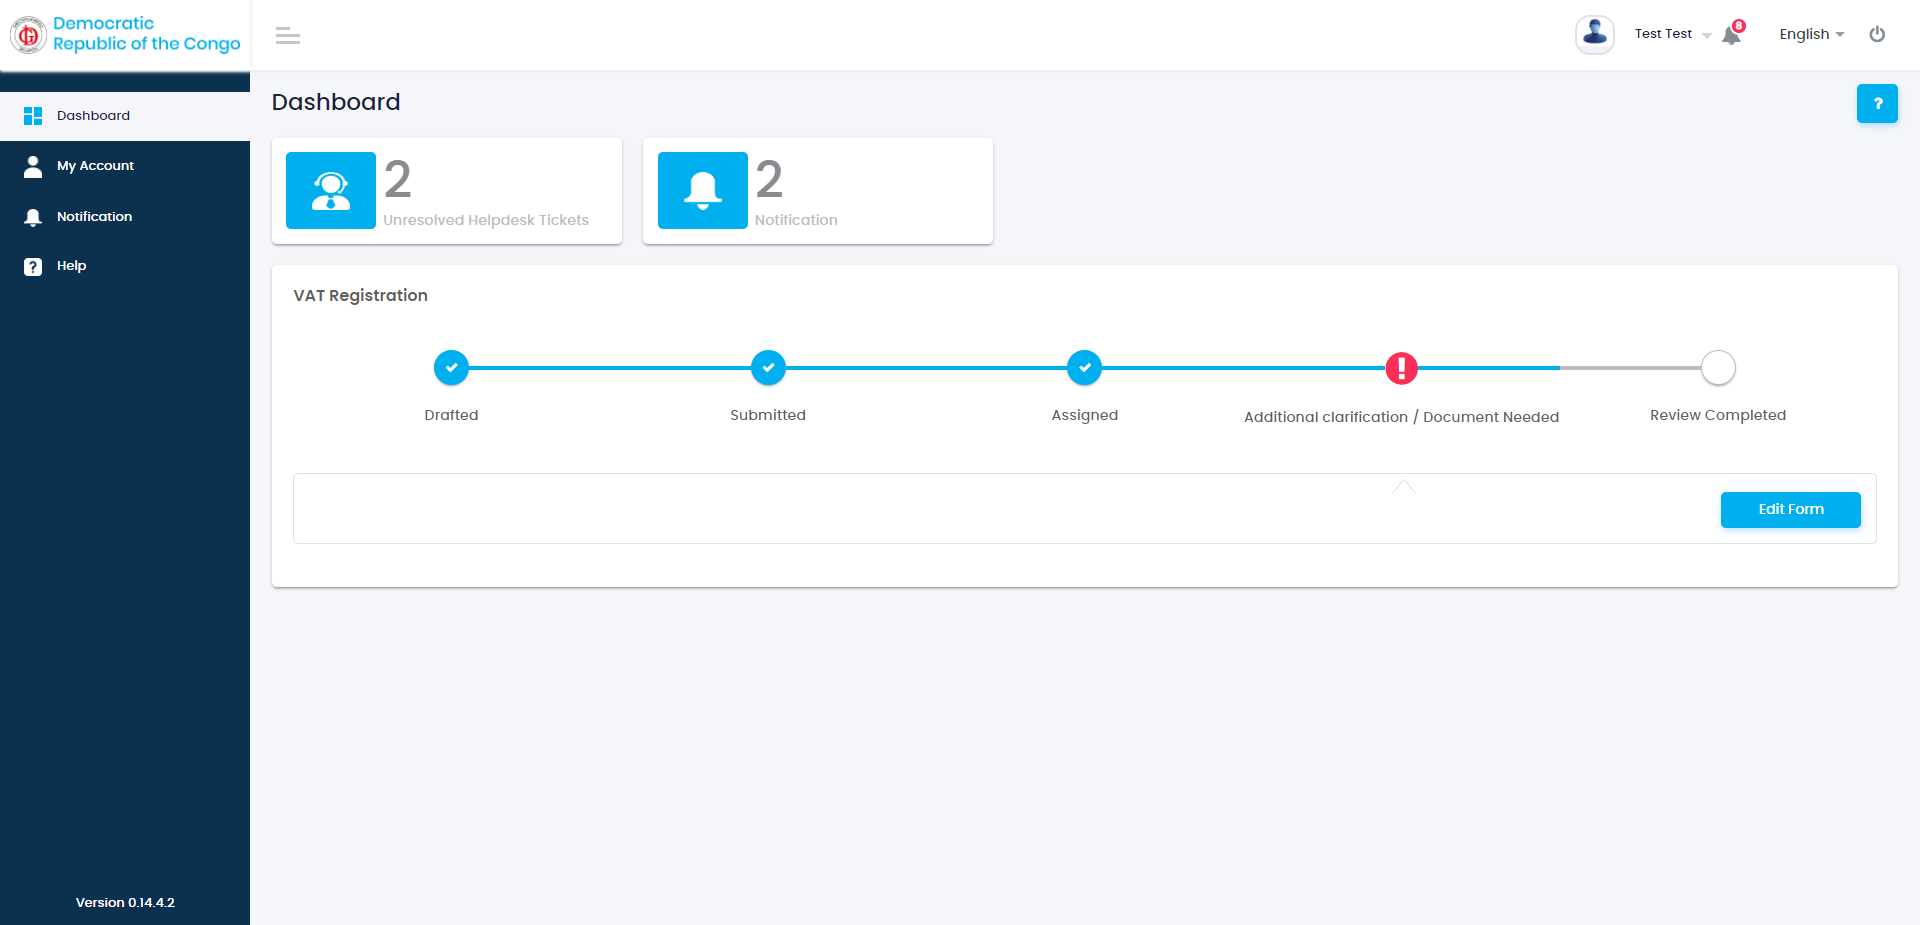 Democratic
Republic of the Congo
Test Test
8
English
Dashboard
My Account
Notification
Help
Version 0.14.4.2
Dashboard
?
2
Unresolved Helpdesk Tickets
2
Notification
VAT Registration
Drafted
Submitted
Assigned
Additional clarification / Document Needed
Review Completed
Edit Form